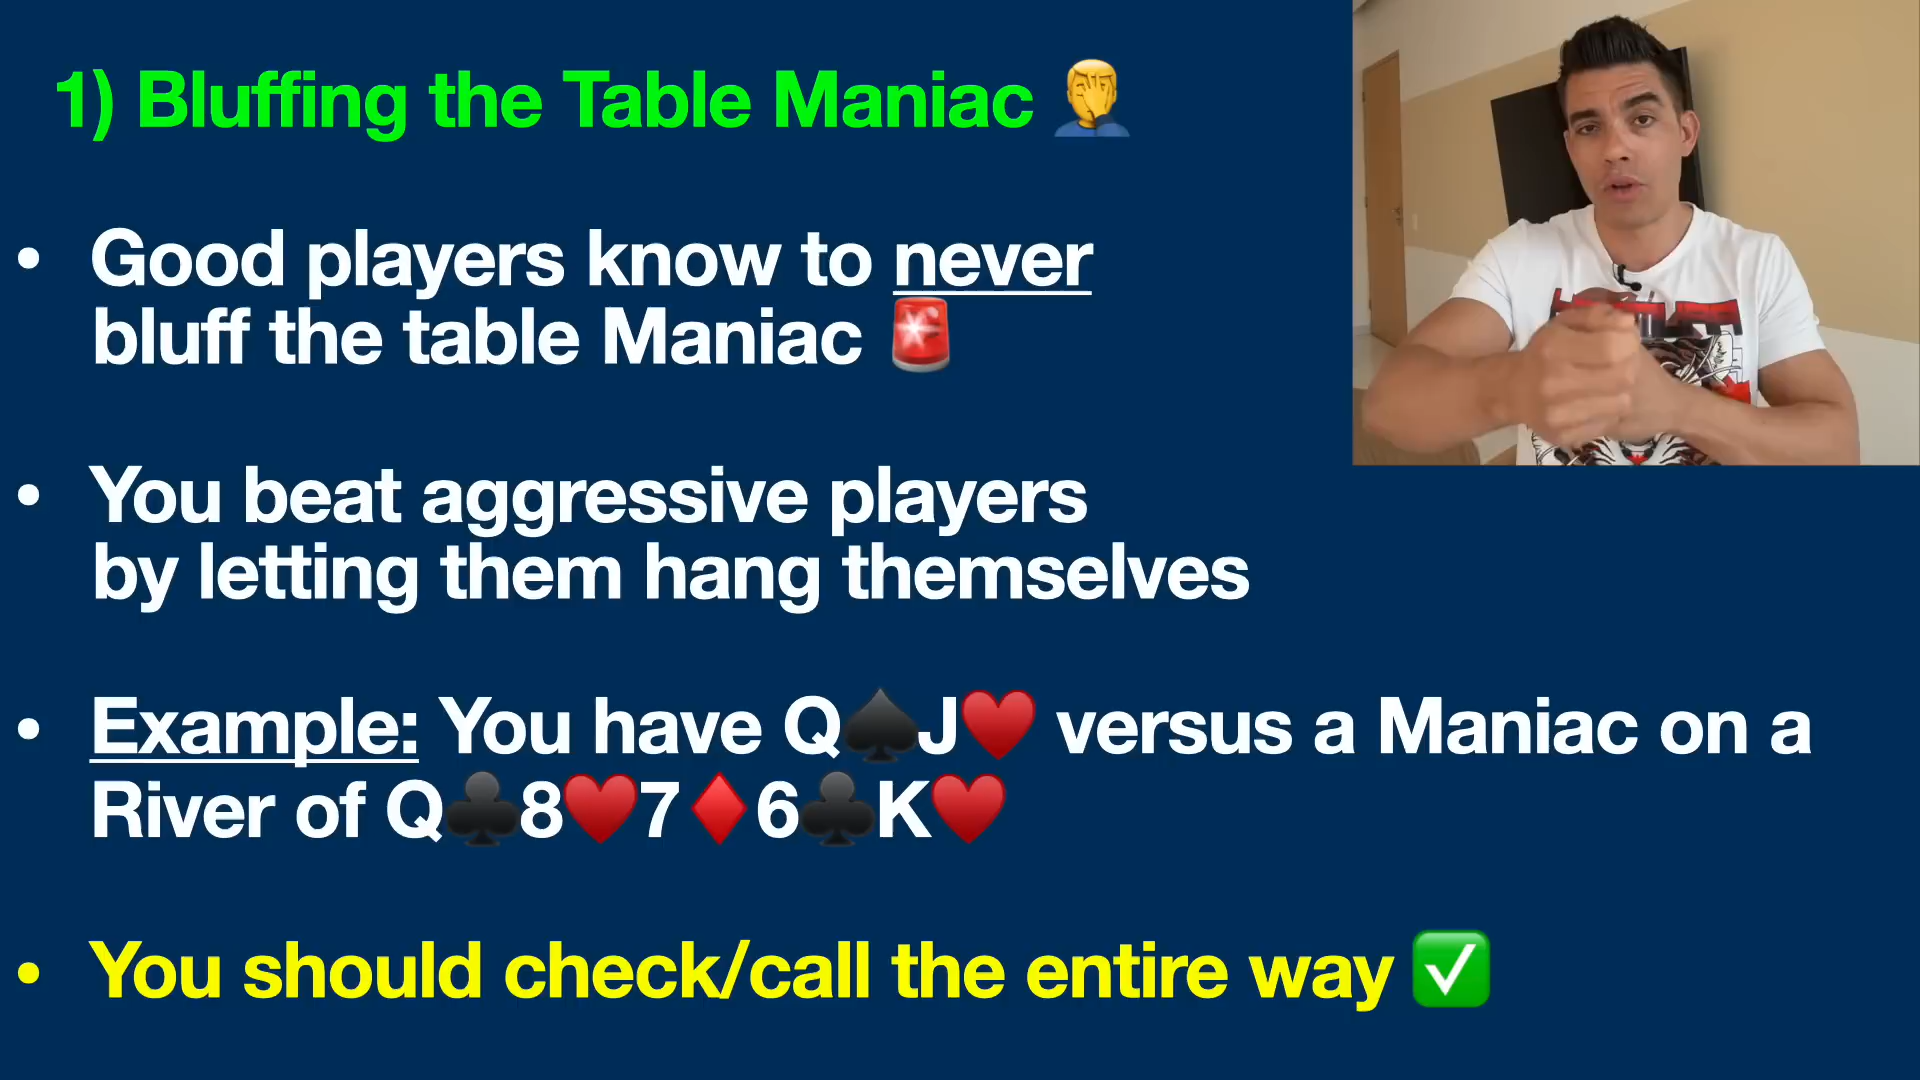 1) Bluffing the Table Maniac 🤦‍♂️
• Good players know to never
bluff the table Maniac 🚨
• You beat aggressive players
by letting them hang themselves
• Example: You have Q♠️J♥️ versus a Maniac on a
River of Q♣️8♥️7♦️6♣️K♥️
• You should check/call the entire way ✅